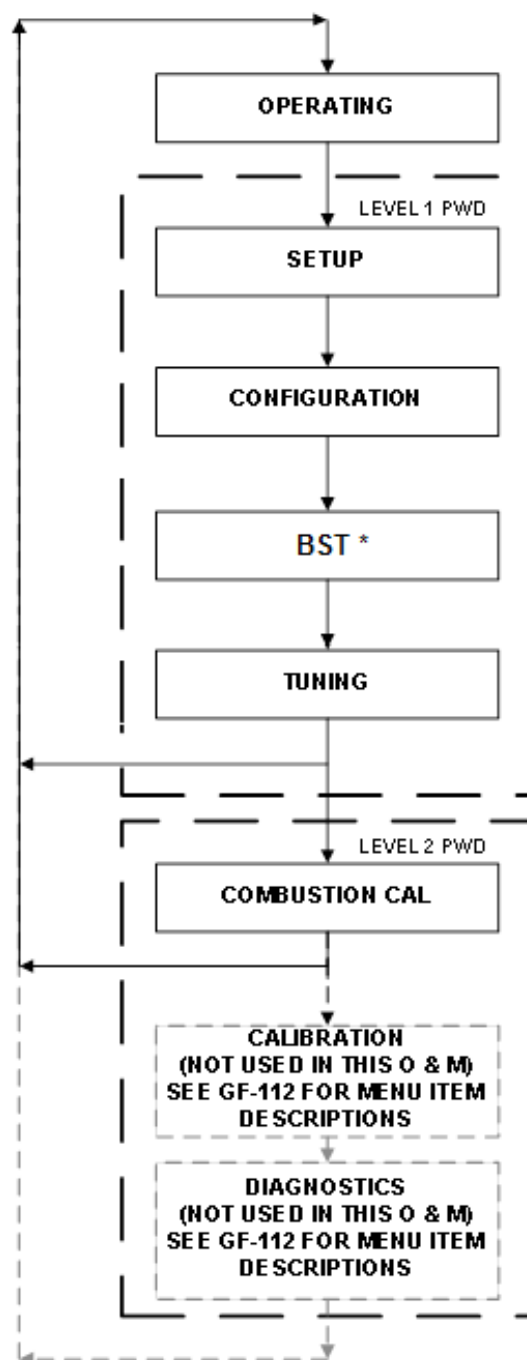 OPERATING
LEVEL 1 PWD
SETUP
CONFIGURATION
BST *
TUNING
LEVEL 2 PWD
COMBUSTION CAL
CALIBRATION
(NOT USED IN THIS O & M)
SEE GF-112 FOR MENU ITEM
DESCRIPTIONS
DIAGNOSTICS
(NOT USED IN THIS O & M)
SEE GF-112 FOR MENU ITEM
DESCRIPTIONS